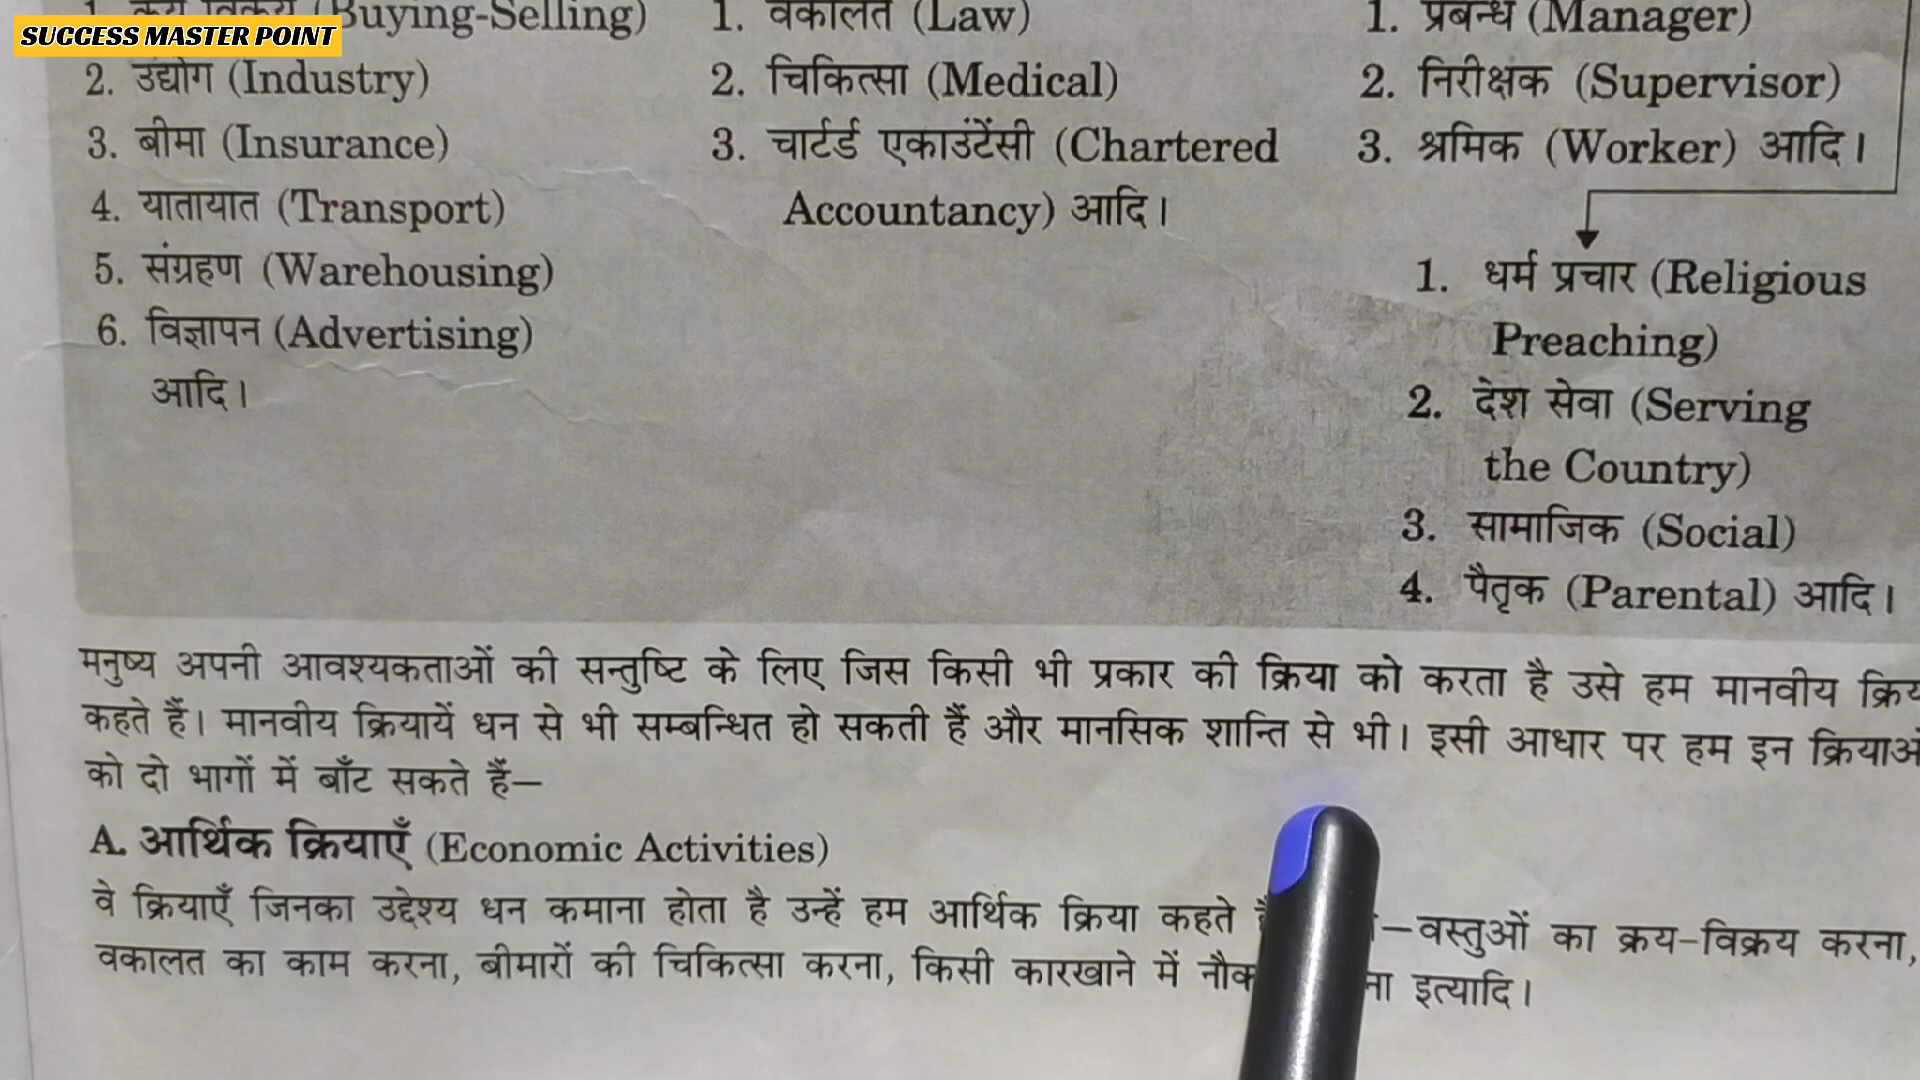 SUCCESS MASTER POINT
1. क्रय विक्रय (Buying-Selling)
2. उद्योग (Industry)
3. बीमा (Insurance)
4. यातायात (Transport)
5. संग्रहण (Warehousing)
6. विज्ञापन (Advertising)
आदि।
1. वकालत (Law)
2. चिकित्सा (Medical)
3. चार्टर्ड एकाउंटेंसी (Chartered
Accountancy) आदि।
1. प्रबन्ध (Manager)
2. निरीक्षक (Supervisor)
3. श्रमिक (Worker) आदि।
1. धर्म प्रचार (Religious
Preaching)
2. देश सेवा (Serving
the Country)
3. सामाजिक (Social)
4. पैतृक (Parental) आदि।
मनुष्य अपनी आवश्यकताओं की सन्तुष्टि के लिए जिस किसी भी प्रकार की क्रिया को करता है उसे हम मानवीय
कहते हैं। मानवीय क्रियायें धन से भी सम्बन्धित हो सकती हैं और मानसिक शान्ति से भी। इसी आधार पर हम इन क्रियाओं
को दो भागों में बाँट सकते हैं—
A. आर्थिक क्रियाएँ (Economic Activities)
वे क्रियाएँ जिनका उद्देश्य धन कमाना होता है उन्हें हम आर्थिक क्रिया कहते —वस्तुओं का क्रय-विक्रय करना,
वकालत का काम करना, बीमारों की चिकित्सा करना, किसी कारखाने में इत्यादि।